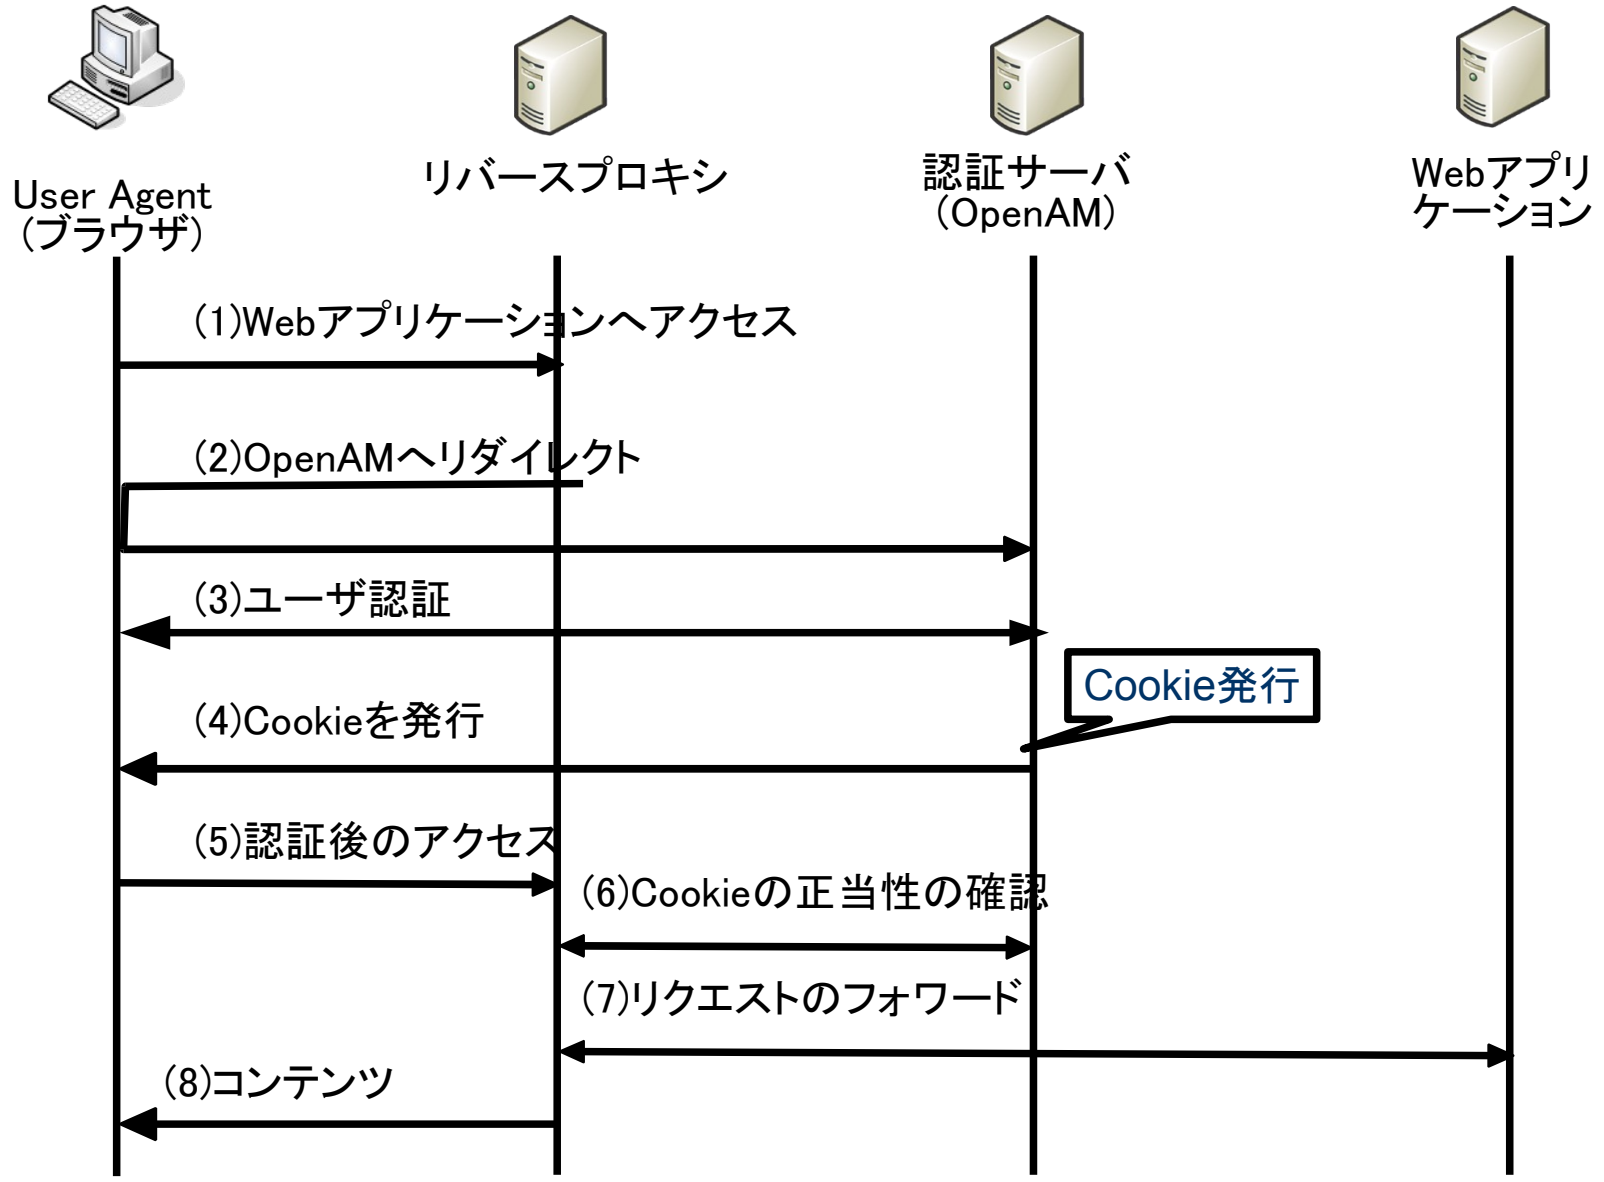 User Agent
(ブラウザ)
リバースプロキシ
認証サーバ
(OpenAM)
Webアプリ
ケーション
(1)Webアプリケーションへアクセス
(2)OpenAMへリダイレクト
(3)ユーザ認証
Cookie発行
(4)Cookieを発行
(5)認証後のアクセス
(6)Cookieの正当性の確認
(7)リクエストのフォワード
(8)コンテンツ